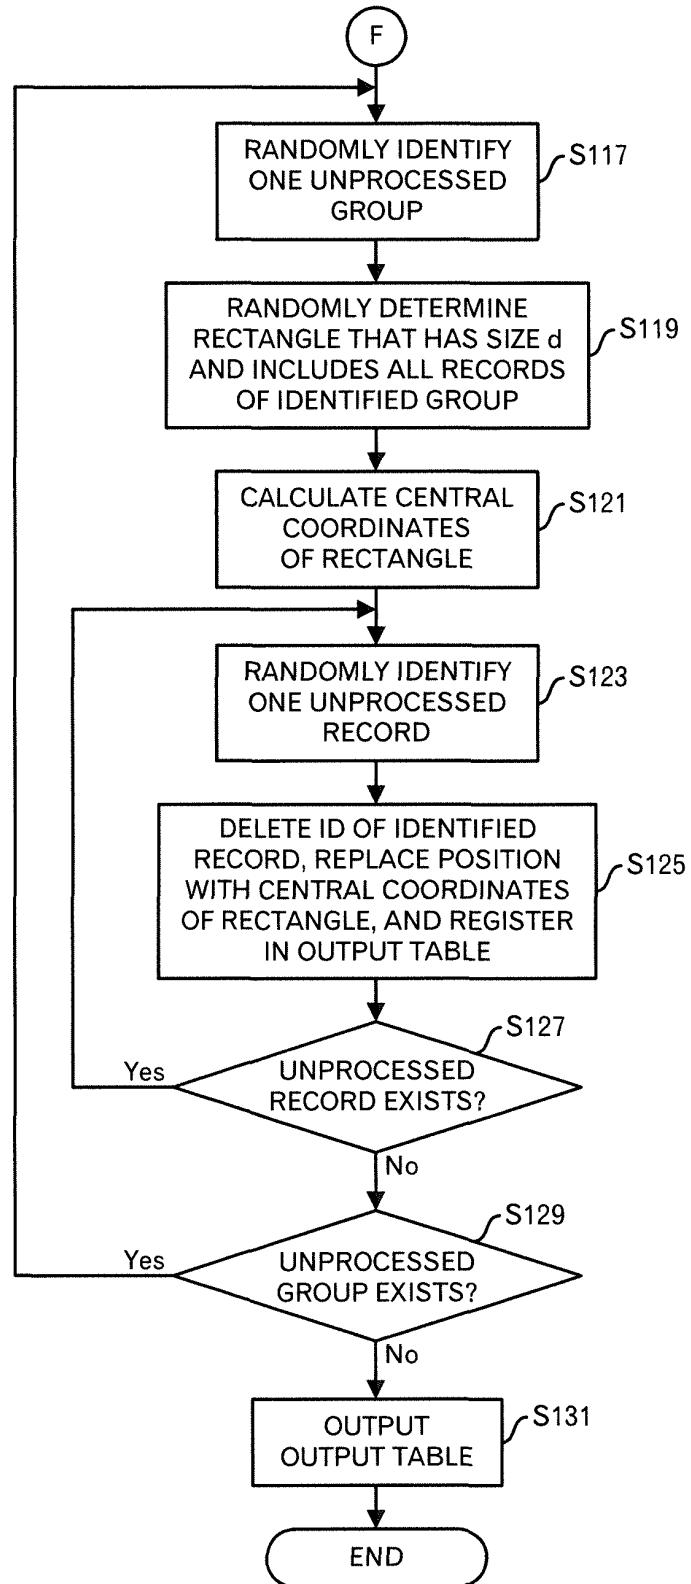 F
RANDOMLY IDENTIFY
ONE UNPROCESSED
GROUP
S117
RANDOMLY DETERMINE
RECTANGLE THAT HAS SIZE d
AND INCLUDES ALL RECORDS
OF IDENTIFIED GROUP
S119
CALCULATE CENTRAL
COORDINATES
OF RECTANGLE
S121
RANDOMLY IDENTIFY
ONE UNPROCESSED
RECORD
S123
DELETE ID OF IDENTIFIED
RECORD, REPLACE POSITION
WITH CENTRAL COORDINATES
OF RECTANGLE, AND REGISTER
IN OUTPUT TABLE
S125
S127
Yes
UNPROCESSED
RECORD EXISTS?
No
S129
Yes
UNPROCESSED
GROUP EXISTS?
No
OUTPUT
OUTPUT TABLE
S131
END